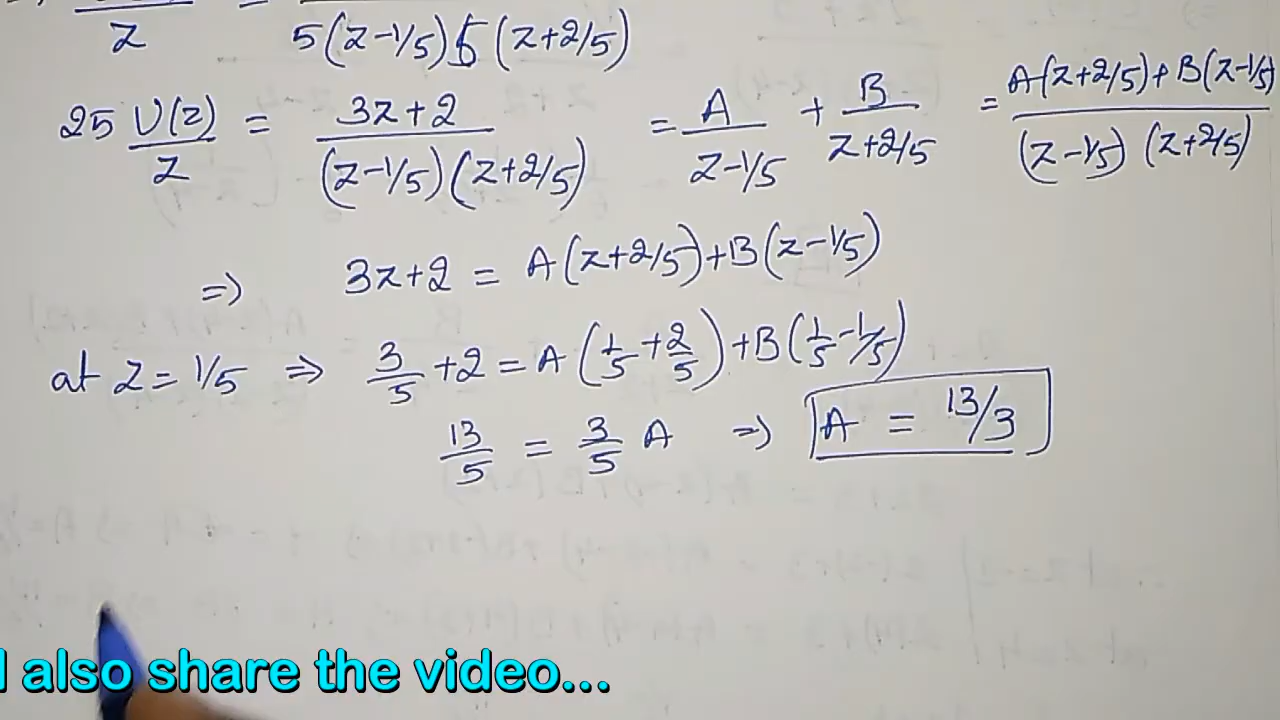 z 5(z-1/5)5(z+2/5)
25 U(z)/z = 3z+2/(z-1/5)(z+2/5) = A/z-1/5 + B/z+2/5 = A(z+2/5)+B(z-1/5)/(z-1/5)(z+2/5)
⇒ 3z+2 = A(z+2/5)+B(z-1/5)
at z=1/5 ⇒ 3/5+2 = A(1/5+2/5)+B(1/5-1/5)
13/5 = 3/5 A ⇒ A = 13/3
also share the video...